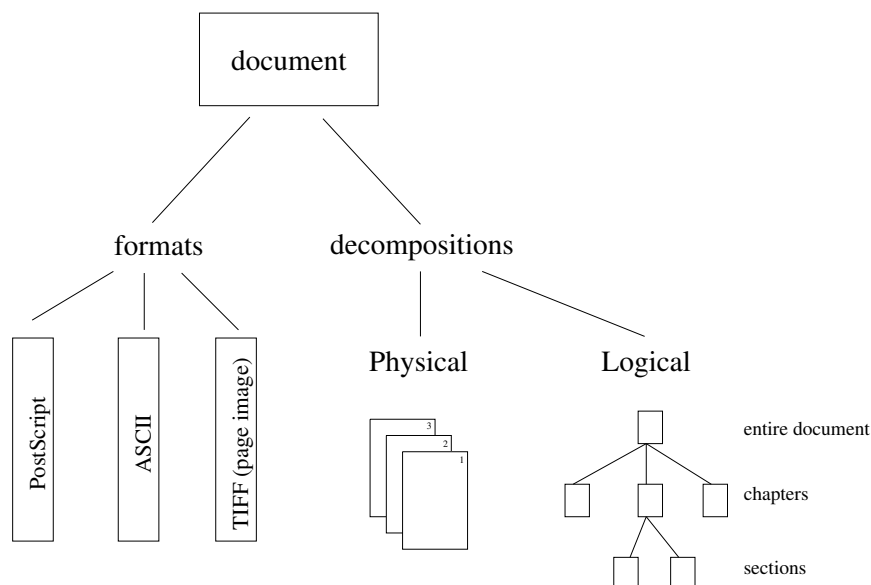 document
formats
decompositions
PostScript
ASCII
TIFF (page image)
Physical
Logical
3
2
1
entire document
chapters
sections